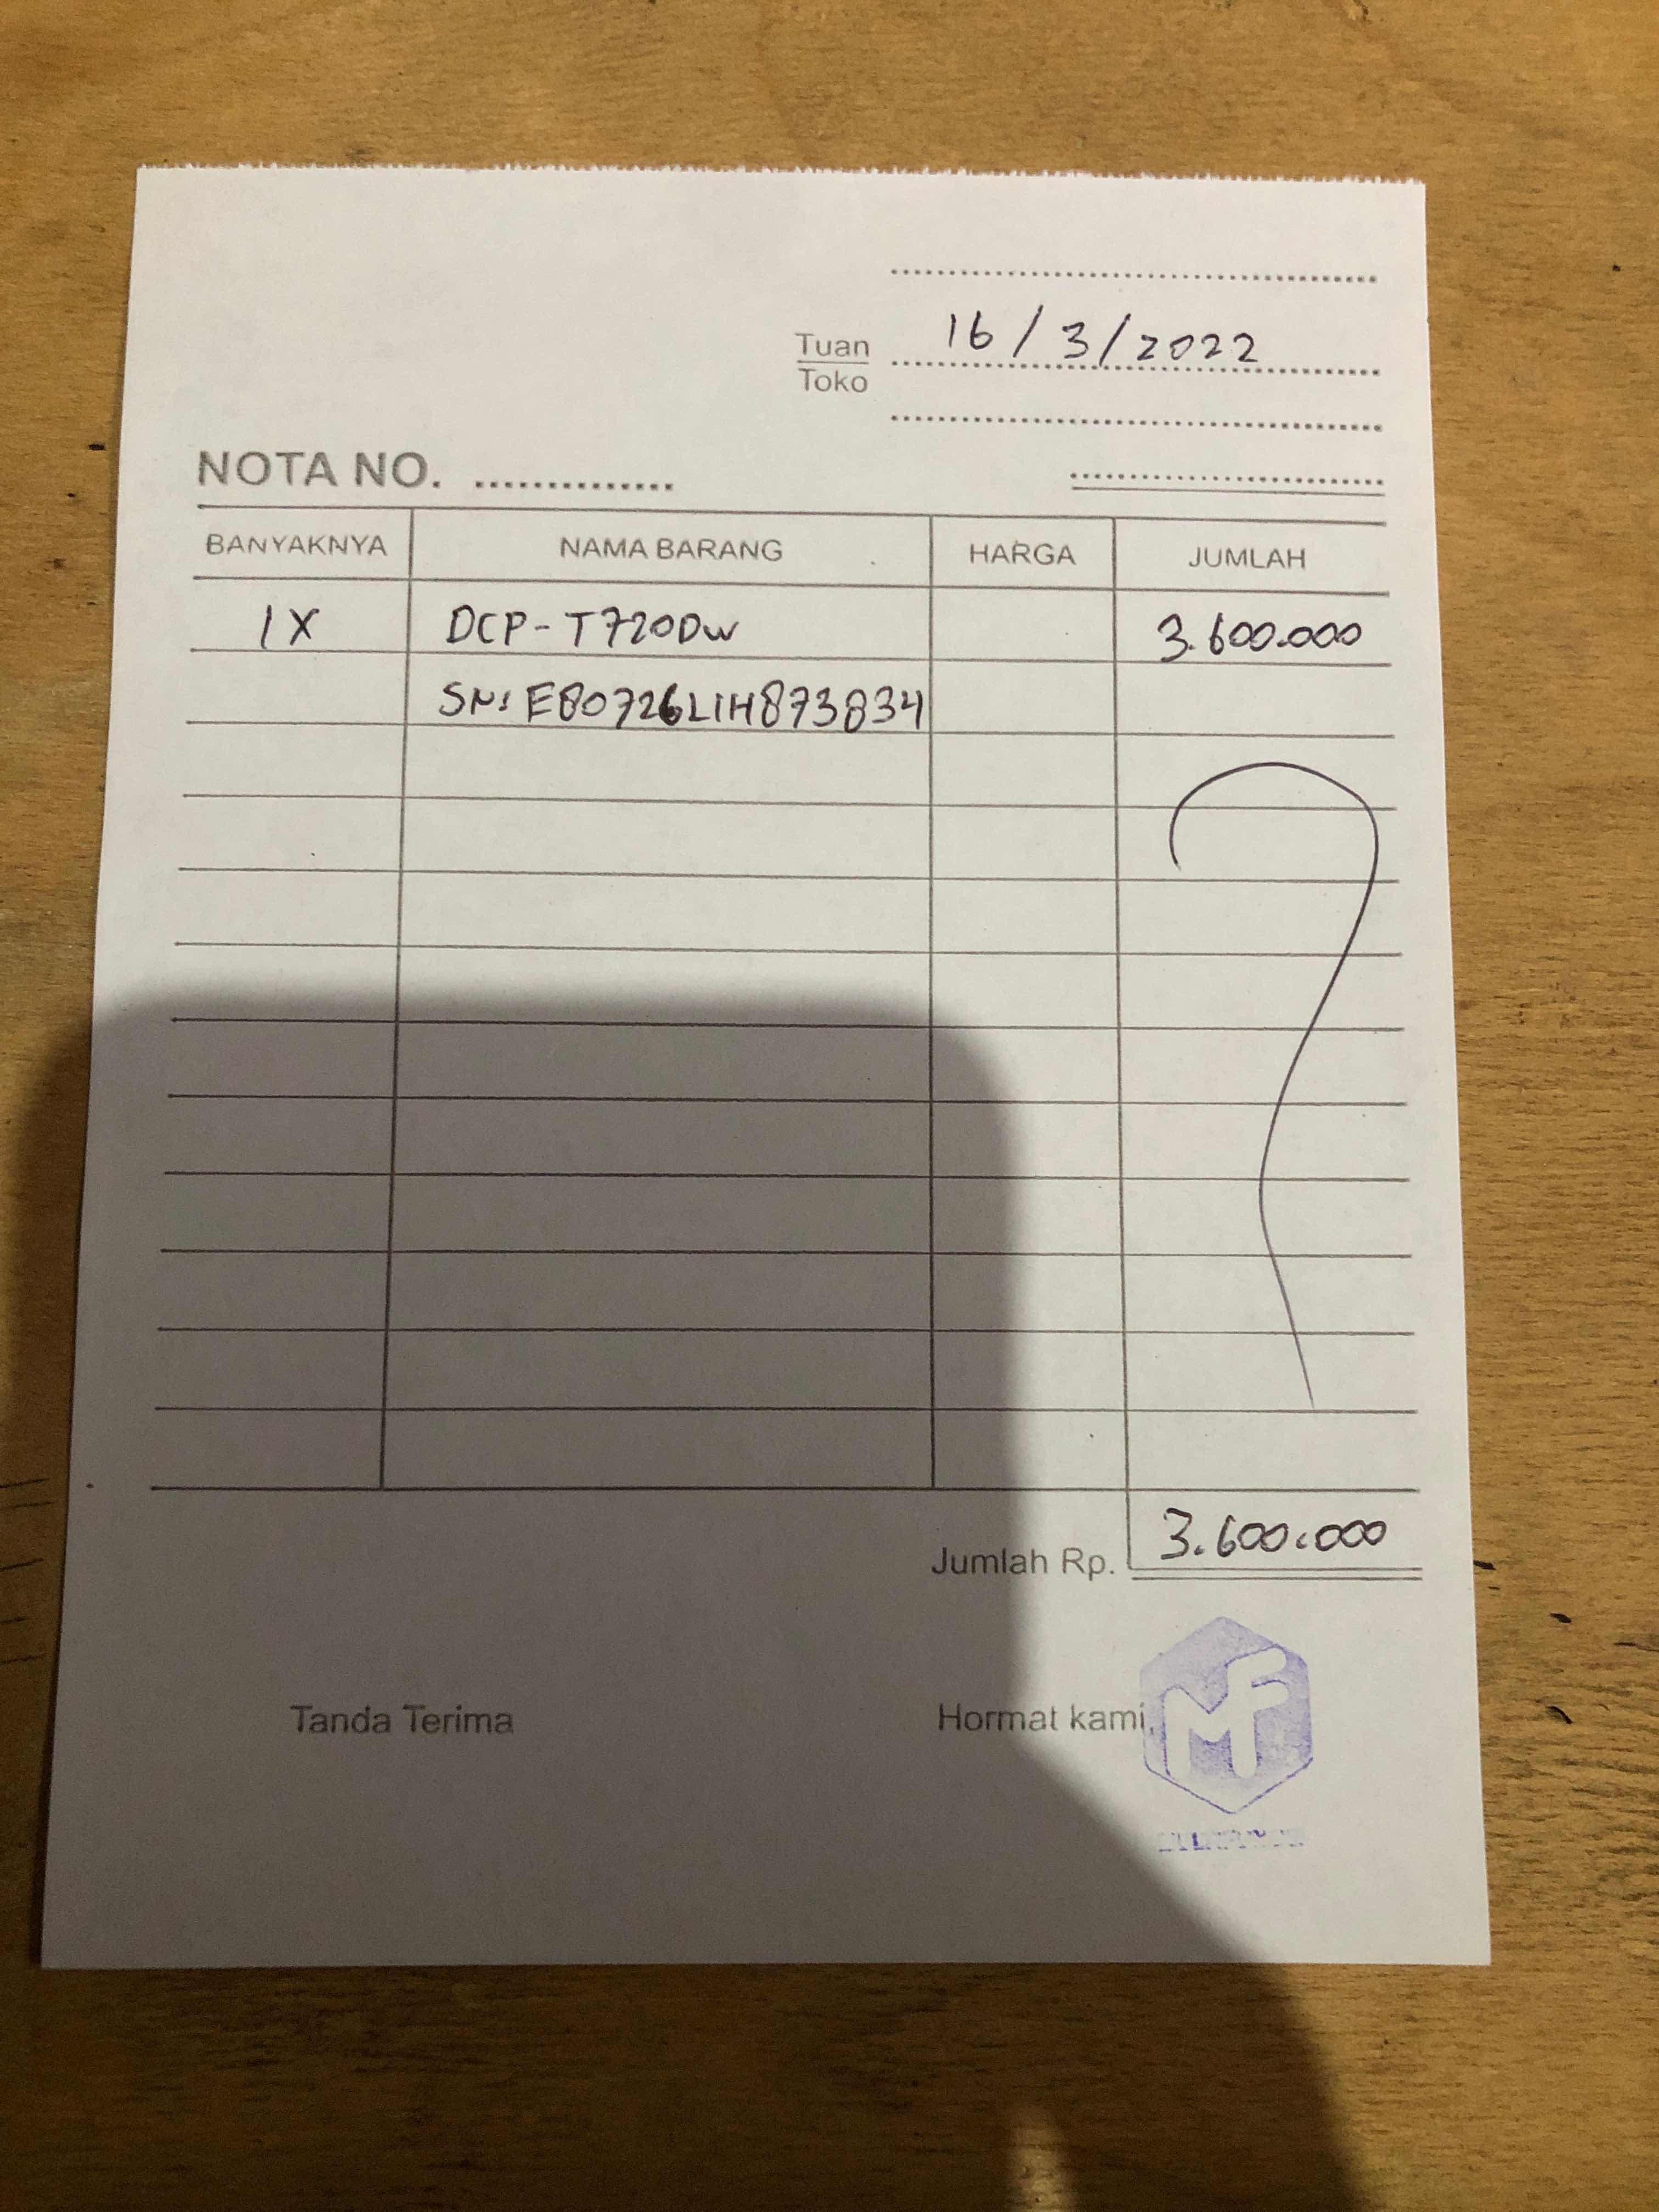 16/3/2022
Tuan
Toko
NOTA NO. ..............
BANYAKNYA NAMA BARANG HARGA JUMLAH
1X DCP-T720DW 3.600.000
SN: E80726L1H873834
Jumlah Rp. 3.600.000
Tanda Terima Hormat kami,
MF